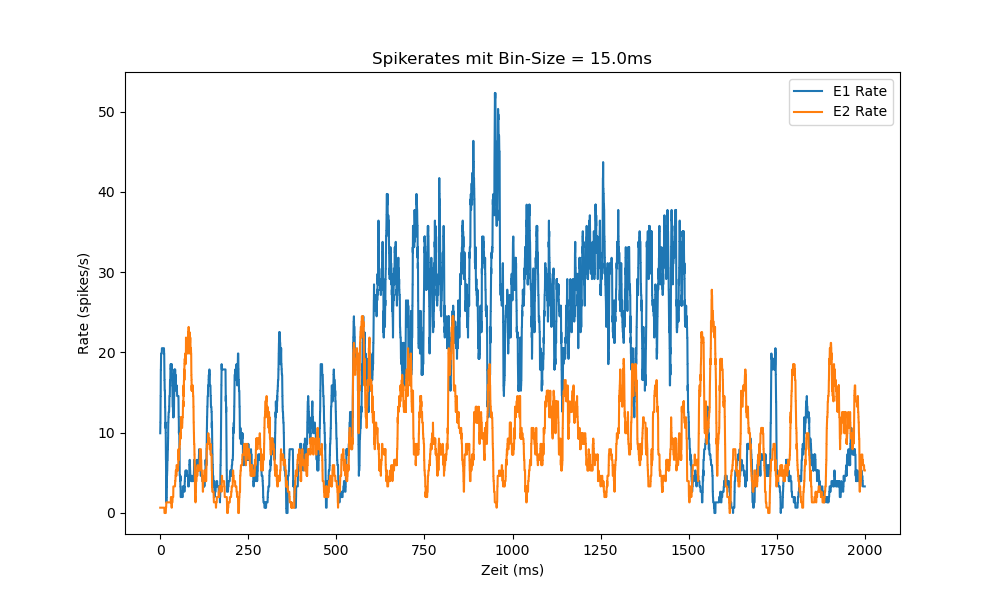 Spikerates mit Bin-Size = 15.0ms
E1 Rate
E2 Rate
50
40
30
20
10
0
Rate (spikes/s)
0 250 500 750 1000 1250 1500 1750 2000
Zeit (ms)